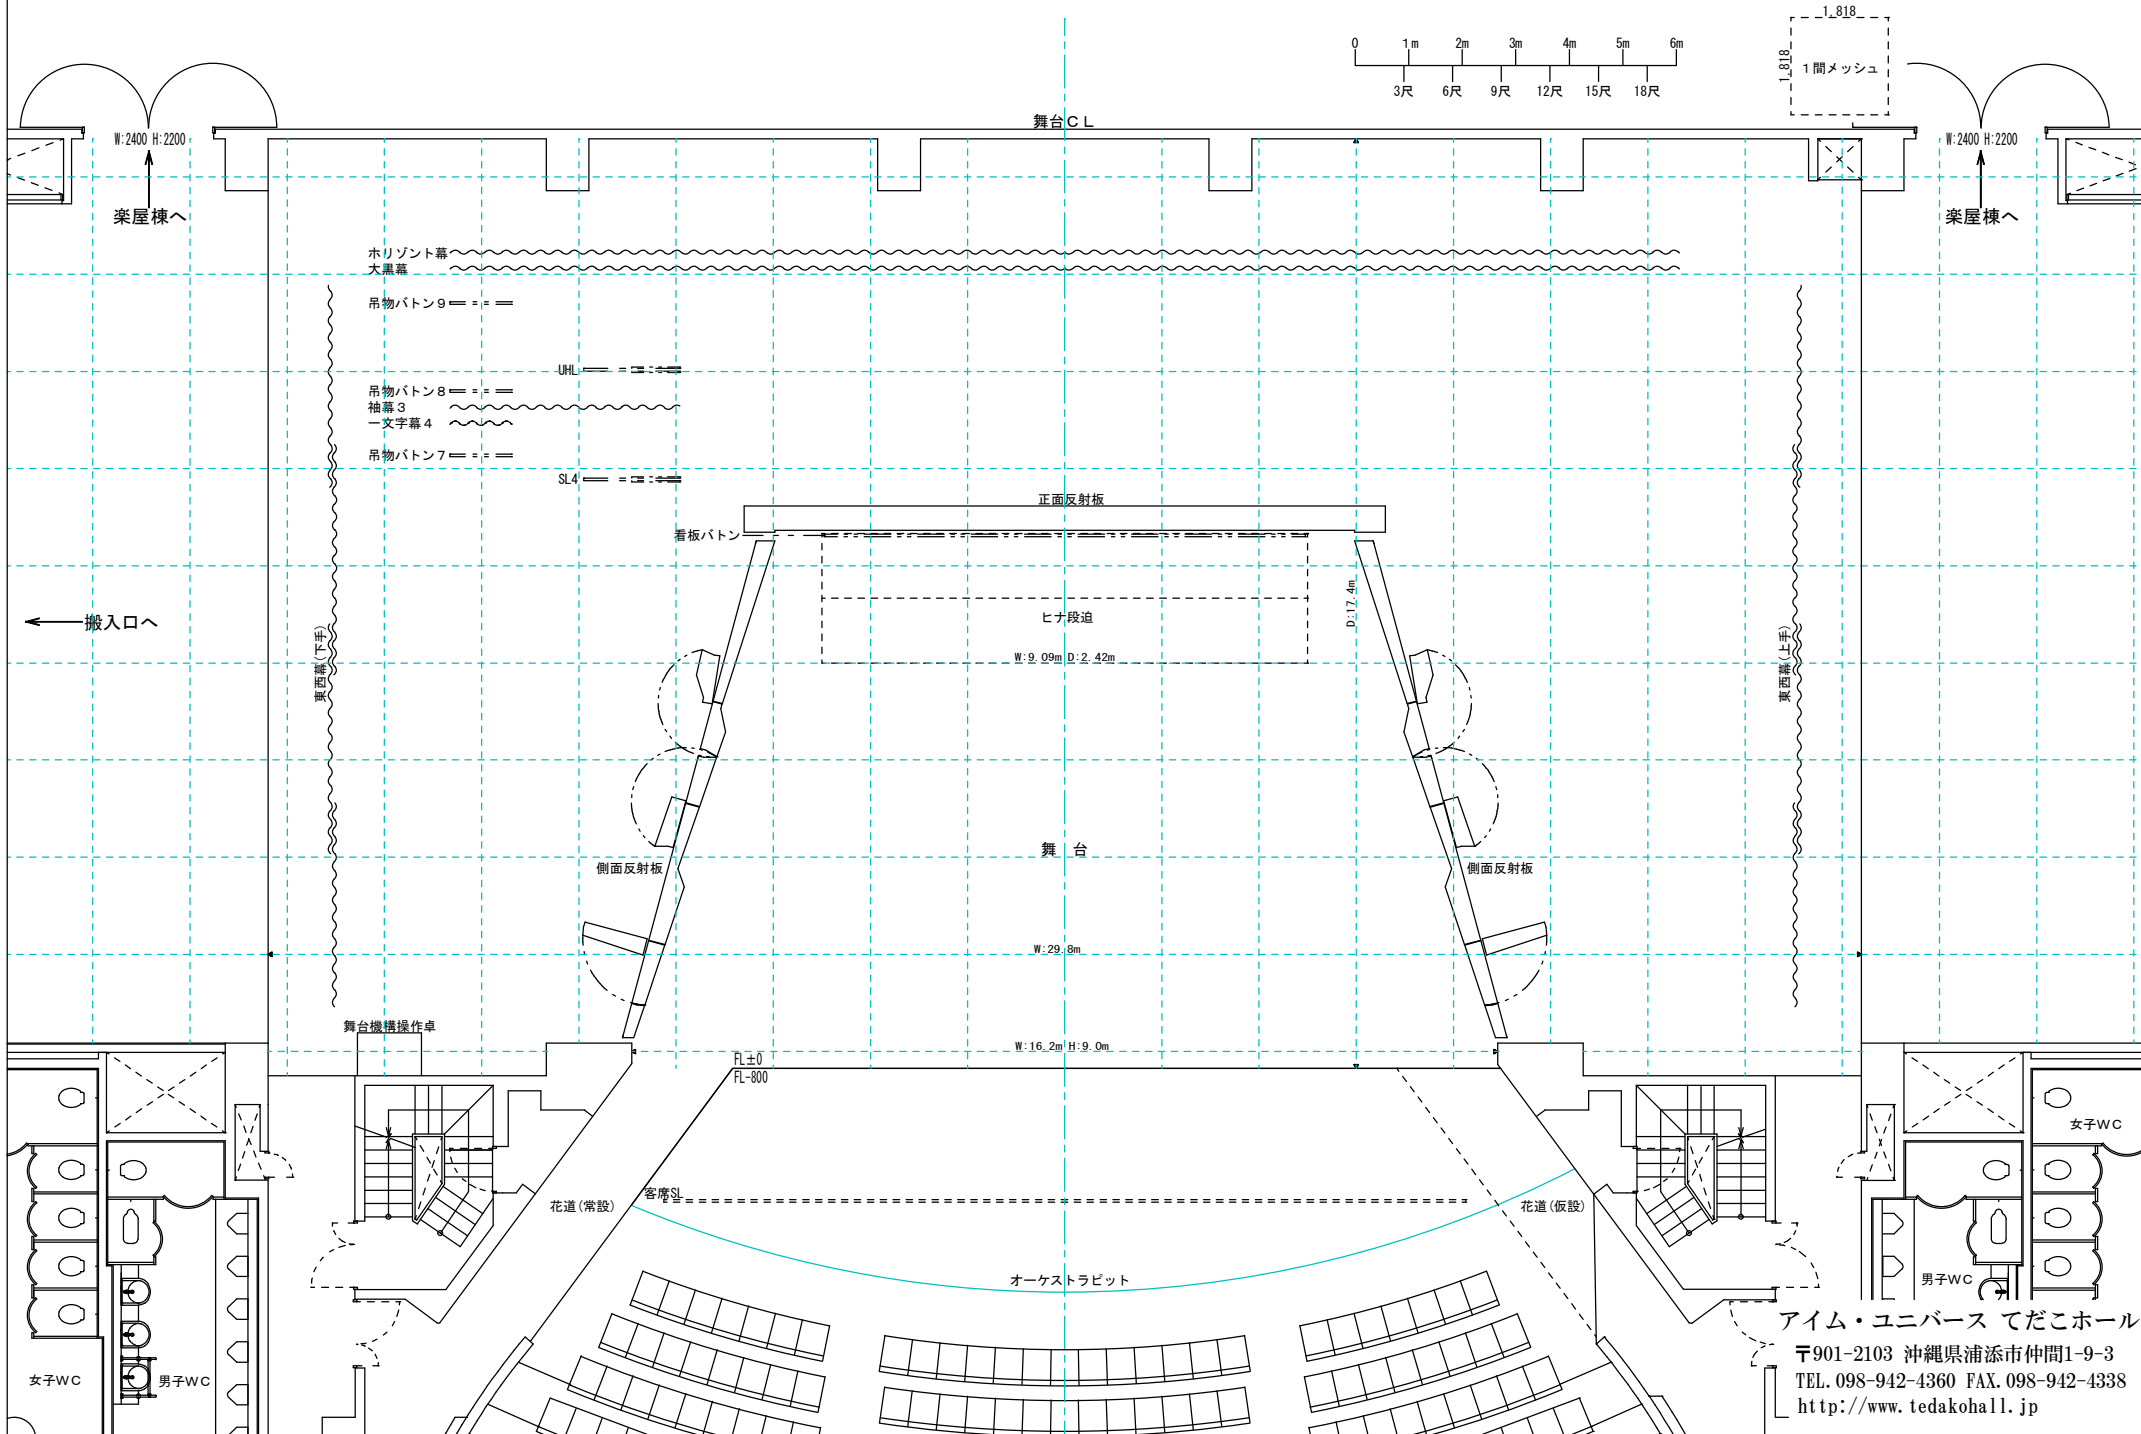 1,818
0 1m 2m 3m 4m 5m 6m
1,818
1間メッシュ
3尺 6尺 9尺 12尺 15尺 18尺
舞台CL
W:2400 H:2200
W:2400 H:2200
楽屋棟へ
楽屋棟へ
ホリゾント幕
大黒幕
吊物バトン9
UHL
吊物バトン8
袖幕3
一文字幕4
吊物バトン7
SL4
正面反射板
看板バトン
D:17.4m
ヒナ段迫
搬入口へ
W:9.09m D:2.42m
東西幕(下手)
東西幕(上手)
舞 台
側面反射板
側面反射板
W:29.8m
舞台機構操作卓
W:16.2m H:9.0m
FL±0
FL-800
女子WC
客席SL
花道(常設)
花道(仮設)
オーケストラピット
男子WC
女子WC
男子WC
アイム・ユニバース てだこホール
〒901-2103 沖縄県浦添市仲間1-9-3
TEL.098-942-4360 FAX.098-942-4338
http://www.tedakohall.jp